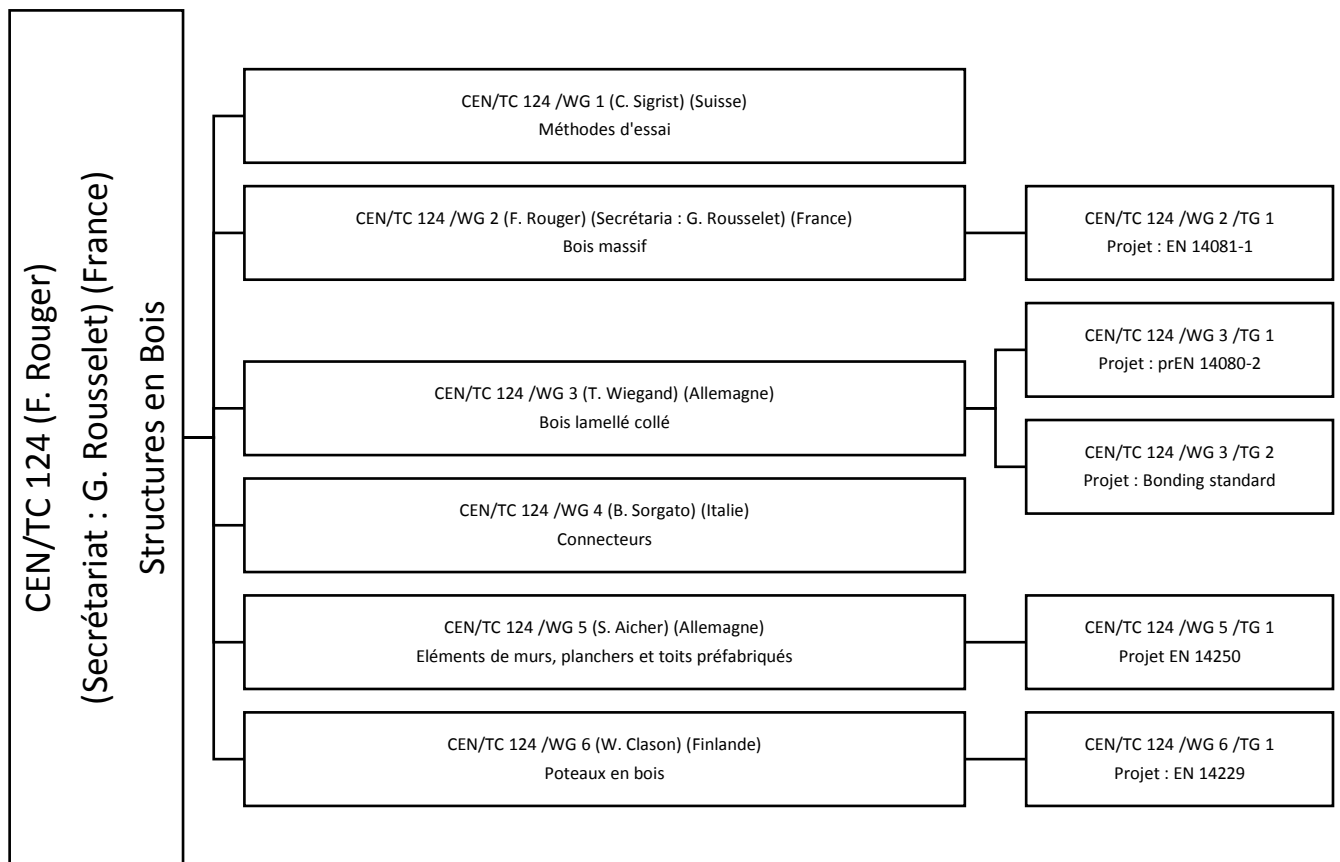 CEN/TC 124 (F. Rouger)
(Secrétariat : G. Rousselet) (France)
Structures en Bois
CEN/TC 124 /WG 1 (C. Sigrist) (Suisse)
Méthodes d'essai
CEN/TC 124 /WG 2 (F. Rouger) (Secrétaria : G. Rousselet) (France)
Bois massif
CEN/TC 124 /WG 2 /TG 1
Projet : EN 14081-1
CEN/TC 124 /WG 3 (T. Wiegand) (Allemagne)
Bois lamellé collé
CEN/TC 124 /WG 3 /TG 1
Projet : prEN 14080-2
CEN/TC 124 /WG 3 /TG 2
Projet : Bonding standard
CEN/TC 124 /WG 4 (B. Sorgato) (Italie)
Connecteurs
CEN/TC 124 /WG 5 (S. Aicher) (Allemagne)
Eléments de murs, planchers et toits préfabriqués
CEN/TC 124 /WG 5 /TG 1
Projet EN 14250
CEN/TC 124 /WG 6 (W. Clason) (Finlande)
Poteaux en bois
CEN/TC 124 /WG 6 /TG 1
Projet : EN 14229